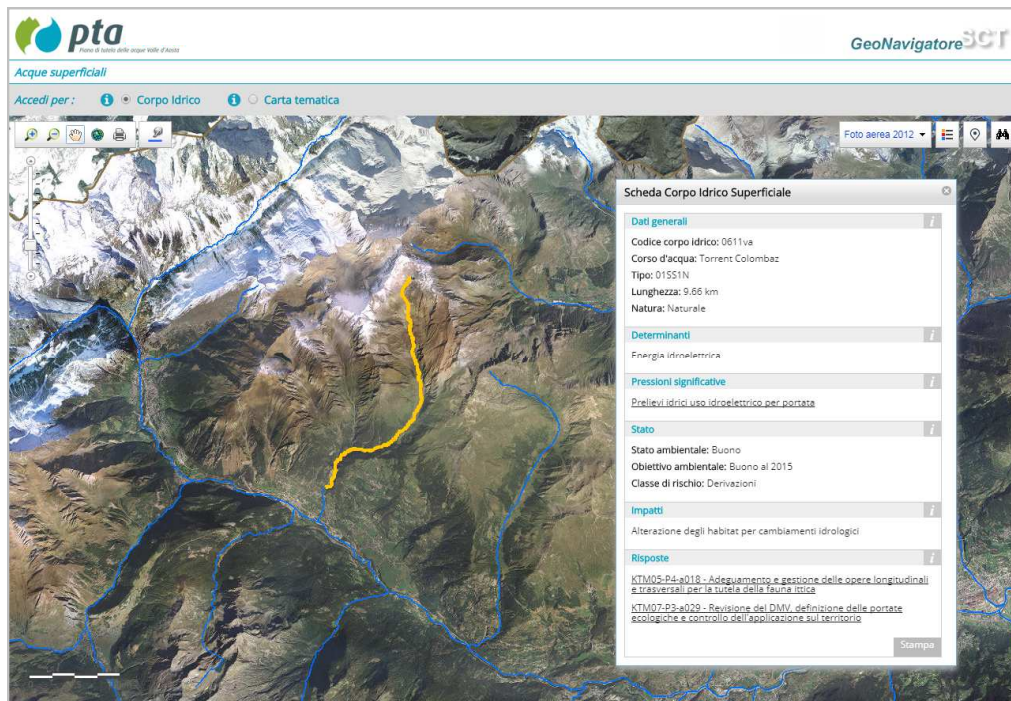 pta
Piano di tutela delle acque Valle d'Aosta
GeoNavigatore SCT
Acque superficiali
Accedi per :
Corpo Idrico
Carta tematica
Foto aerea 2012
Scheda Corpo Idrico Superficiale
Dati generali
Codice corpo idrico: 0611va
Corso d'acqua: Torrent Colombaz
Tipo: 01SS1N
Lunghezza: 9.66 km
Natura: Naturale
Determinanti
Energia idroelettrica
Pressioni significative
Prelievi idrici uso idroelettrico per portata
Stato
Stato ambientale: Buono
Obiettivo ambientale: Buono al 2015
Classe di rischio: Derivazioni
Impatti
Alterazione degli habitat per cambiamenti idrologici
Risposte
KTM05-P4-a018 - Adeguamento e gestione delle opere longitudinali
e trasversali per la tutela della fauna ittica
KTM07-P3-a029 - Revisione del DMV, definizione delle portate
ecologiche e controllo dell'applicazione sul territorio
Stampa